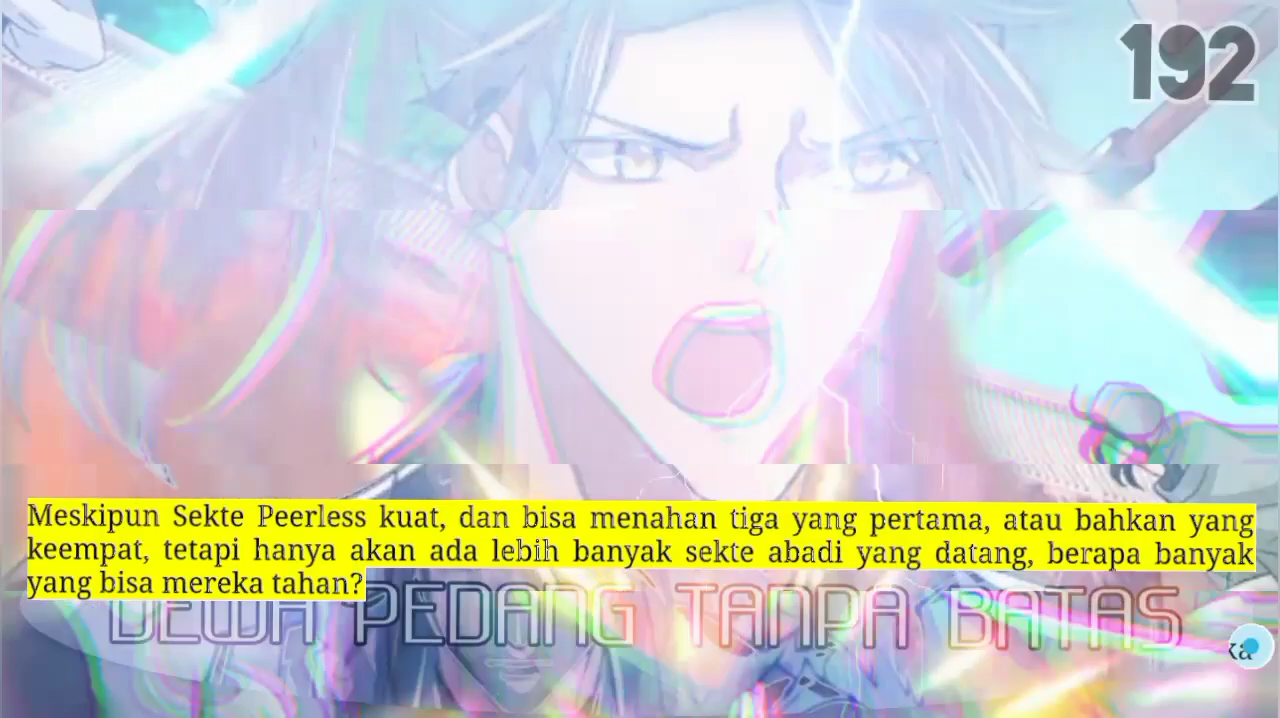 192
Meskipun Sekte Peerless kuat, dan bisa menahan tiga yang pertama, atau bahkan yang
keempat, tetapi hanya akan ada lebih banyak sekte abadi yang datang, berapa banyak
yang bisa mereka tahan?
DEWA PEDANG TANPA BATAS